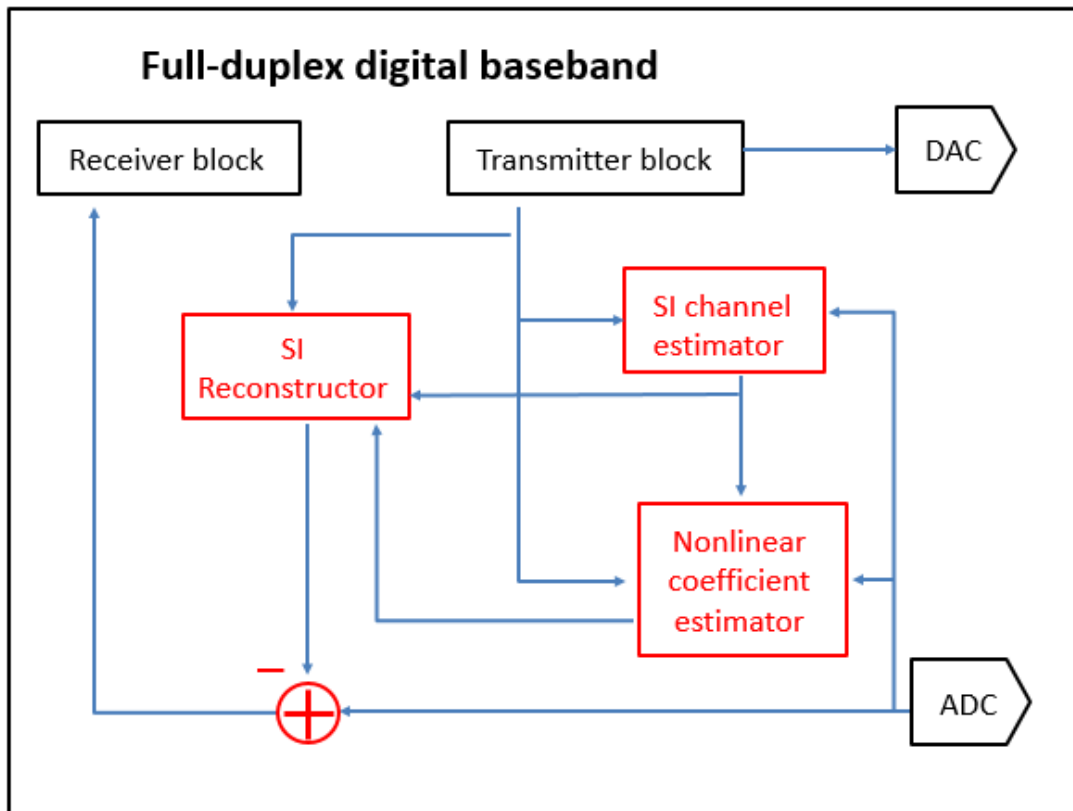 Full-duplex digital baseband
Receiver block
Transmitter block
DAC
SI channel
estimator
SI
Reconstructor
Nonlinear
coefficient
estimator
−
+
ADC